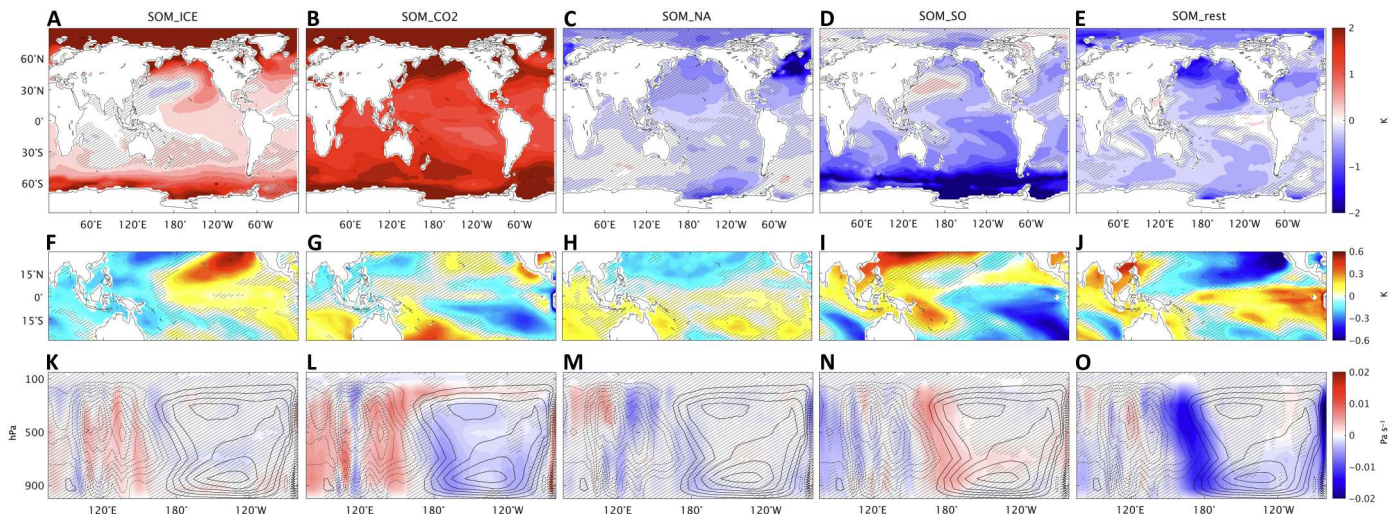 A SOM_ICE B SOM_CO2 C SOM_NA D SOM_SO E SOM_rest
2
60˚N
1
30˚N
0˚ 0 K
30˚S
-1
60˚S
-2
60˚E 120˚E 180˚ 120˚W 60˚W 60˚E 120˚E 180˚ 120˚W 60˚W 60˚E 120˚E 180˚ 120˚W 60˚W 60˚E 120˚E 180˚ 120˚W 60˚W 60˚E 120˚E 180˚ 120˚W 60˚W
F G H I J
0.6
15˚N 0.3
0˚ 0 K
15˚S −0.3
−0.6
K L M N O
100 0.02
0.01
hPa 500 0 Pa s⁻¹
−0.01
900
−0.02
120˚E 180˚ 120˚W 120˚E 180˚ 120˚W 120˚E 180˚ 120˚W 120˚E 180˚ 120˚W 120˚E 180˚ 120˚W